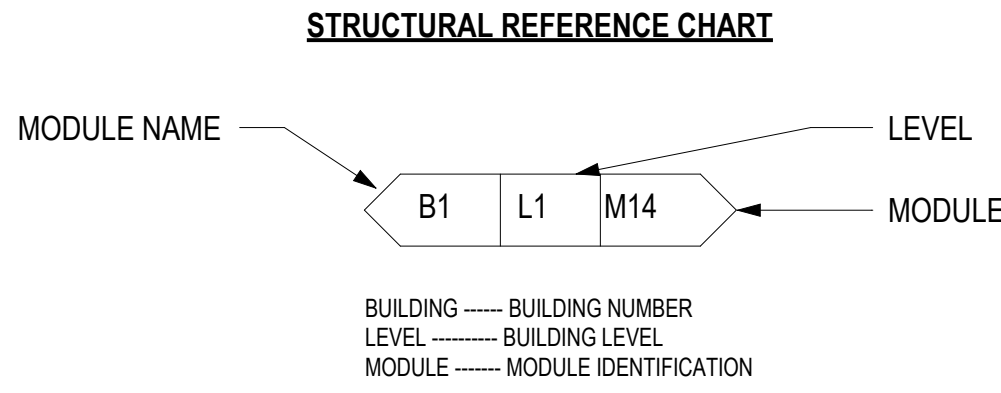 STRUCTURAL REFERENCE CHART
MODULE NAME
LEVEL
B1 L1 M14
MODULE
BUILDING ------ BUILDING NUMBER
LEVEL ---------- BUILDING LEVEL
MODULE ------- MODULE IDENTIFICATION